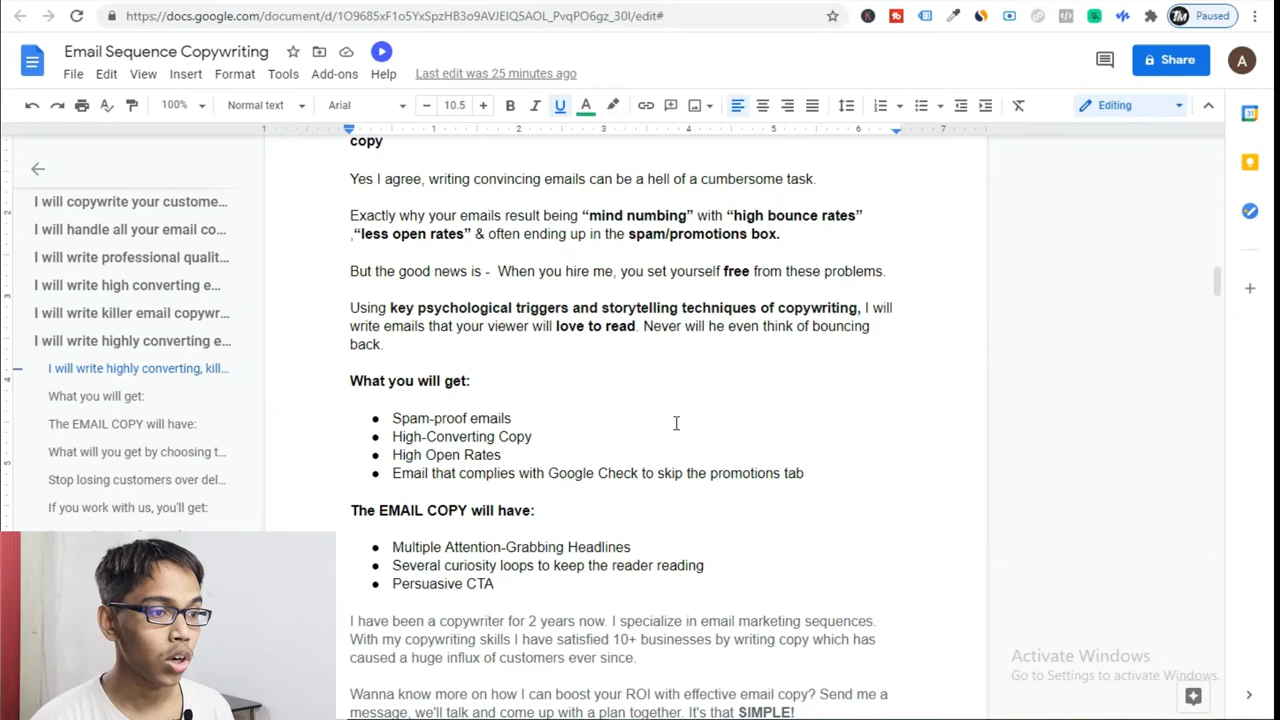 https://docs.google.com/document/d/1O9685xF1o5YxSpzHB3o9AVJEIQ5AOL_PvqPO6gz_30I/edit#
Paused
Email Sequence Copywriting
File Edit View Insert Format Tools Add-ons Help Last edit was 25 minutes ago
Share
A
100% Normal text Arial 10.5 B I U A Editing
1 1 2 3 4 5 6 7
I will copywrite your custome…
I will handle all your email co…
I will write professional qualit…
I will write high converting e…
I will write killer email copywr…
I will write highly converting e…
I will write highly converting, kill…
What you will get:
The EMAIL COPY will have:
What will you get by choosing t…
Stop losing customers over del…
If you work with us, you'll get:
copy
Yes I agree, writing convincing emails can be a hell of a cumbersome task.
Exactly why your emails result being “mind numbing” with “high bounce rates”
,“less open rates” & often ending up in the spam/promotions box.
But the good news is - When you hire me, you set yourself free from these problems.
Using key psychological triggers and storytelling techniques of copywriting, I will
write emails that your viewer will love to read. Never will he even think of bouncing
back.
What you will get:
● Spam-proof emails
● High-Converting Copy
● High Open Rates
● Email that complies with Google Check to skip the promotions tab
The EMAIL COPY will have:
● Multiple Attention-Grabbing Headlines
● Several curiosity loops to keep the reader reading
● Persuasive CTA
I have been a copywriter for 2 years now. I specialize in email marketing sequences.
With my copywriting skills I have satisfied 10+ businesses by writing copy which has
caused a huge influx of customers ever since.
Wanna know more on how I can boost your ROI with effective email copy? Send me a
message, we'll talk and come up with a plan together. It's that SIMPLE!
Activate Windows
Go to Settings to activate Windows.